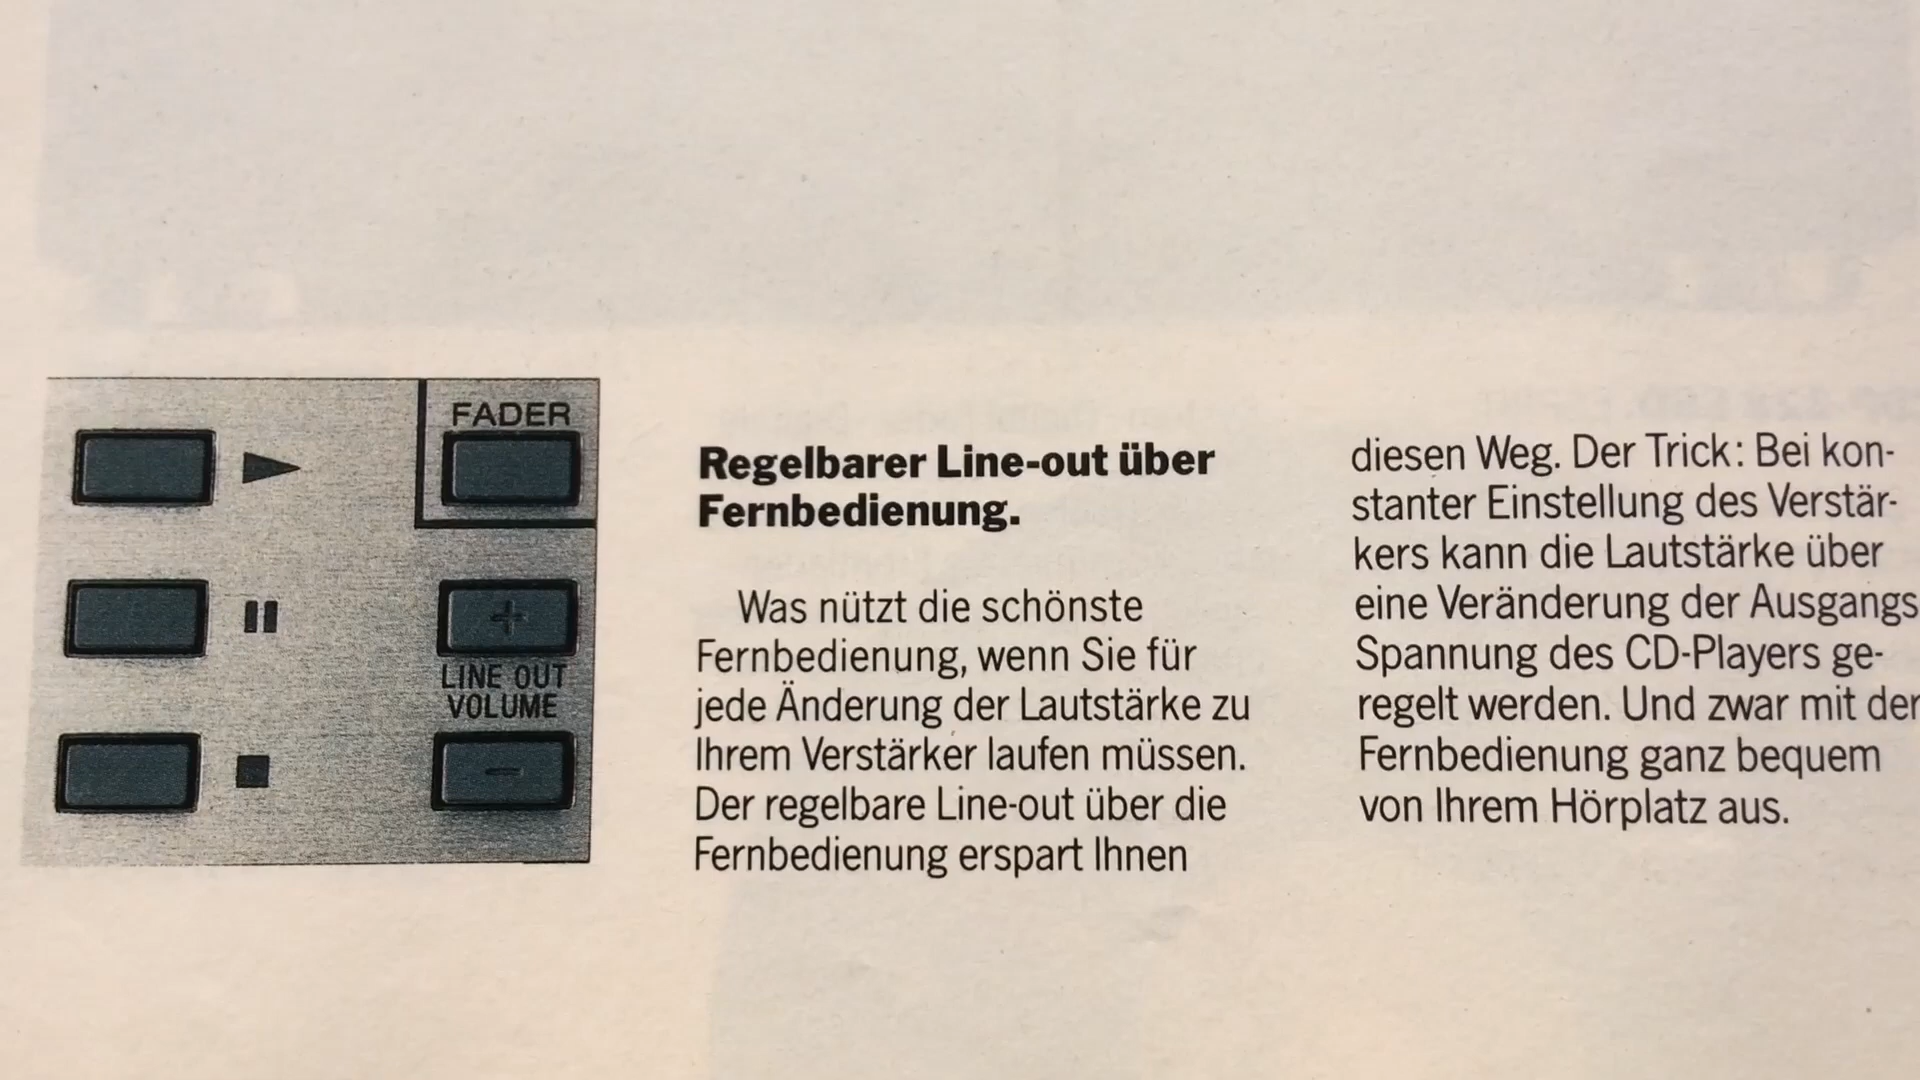 FADER
+
LINE OUT
VOLUME
−
Regelbarer Line-out über
Fernbedienung.
Was nützt die schönste
Fernbedienung, wenn Sie für
jede Änderung der Lautstärke zu
Ihrem Verstärker laufen müssen.
Der regelbare Line-out über die
Fernbedienung erspart Ihnen
diesen Weg. Der Trick: Bei kon-
stanter Einstellung des Verstär-
kers kann die Lautstärke über
eine Veränderung der Ausgangs
Spannung des CD-Players ge-
regelt werden. Und zwar mit der
Fernbedienung ganz bequem
von Ihrem Hörplatz aus.